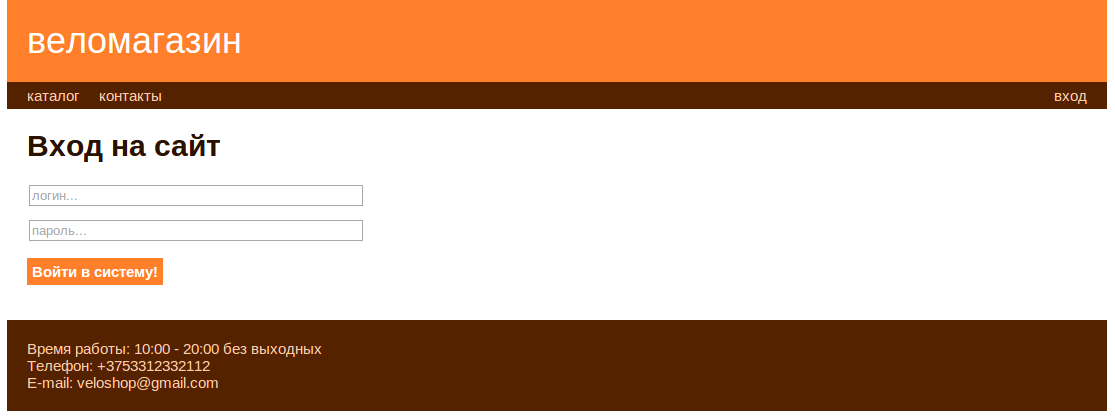 веломагазин
каталог контакты вход
Вход на сайт
логин...
пароль...
Войти в систему!
Время работы: 10:00 - 20:00 без выходных
Телефон: +3753312332112
E-mail: veloshop@gmail.com